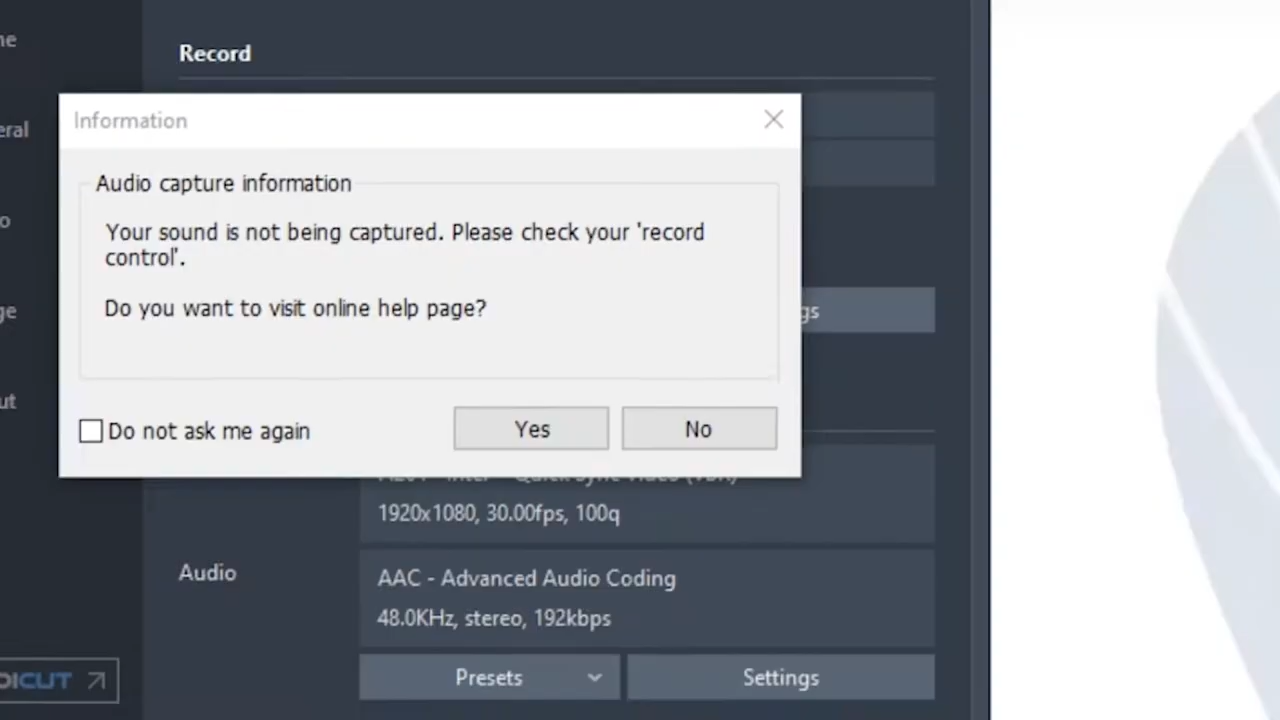 Record
Information
Audio capture information
Your sound is not being captured. Please check your 'record
control'.
Do you want to visit online help page?
Do not ask me again
Yes
No
1920x1080, 30.00fps, 100q
Audio
AAC - Advanced Audio Coding
48.0KHz, stereo, 192kbps
Presets
Settings